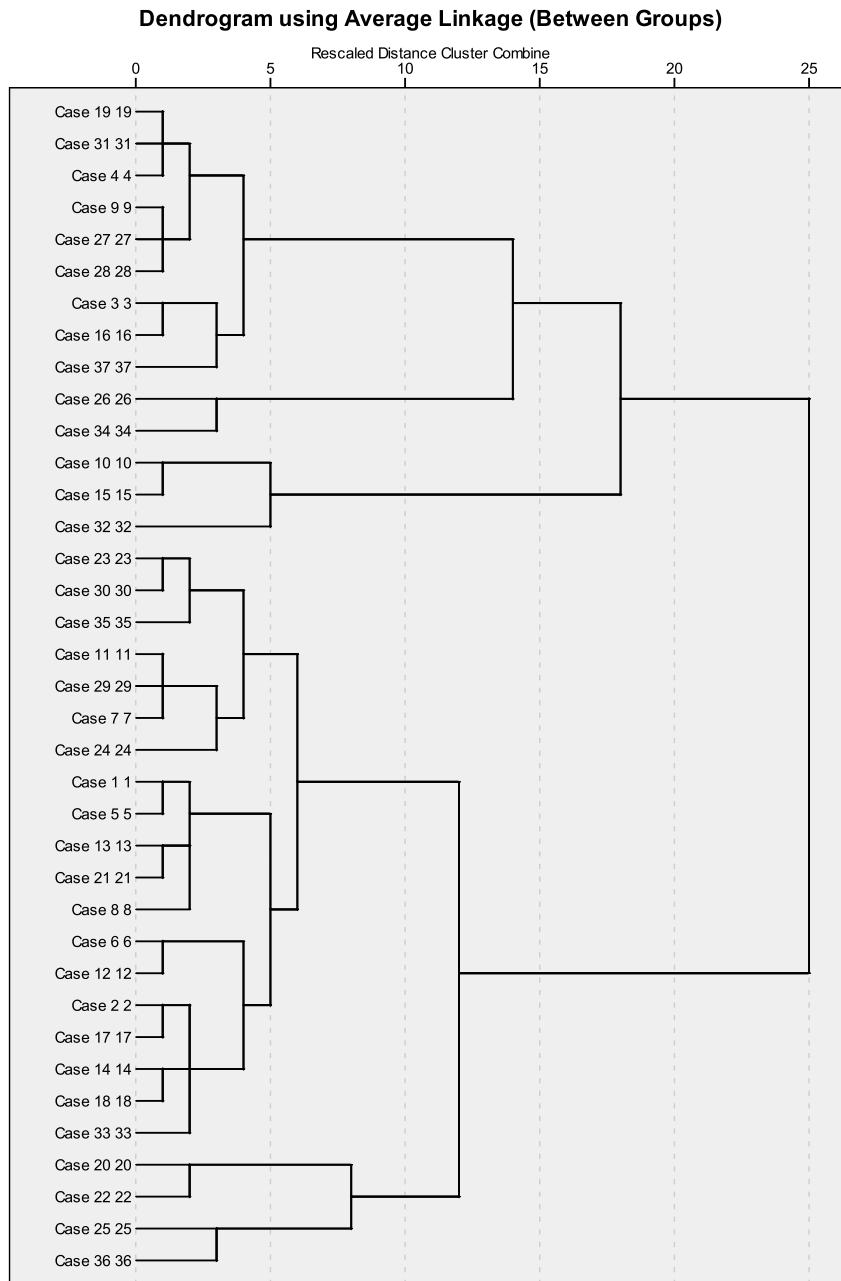 Dendrogram using Average Linkage (Between Groups)
Rescaled Distance Cluster Combine
0 5 10 15 20 25
Case 19 19
Case 31 31
Case 4 4
Case 9 9
Case 27 27
Case 28 28
Case 3 3
Case 16 16
Case 37 37
Case 26 26
Case 34 34
Case 10 10
Case 15 15
Case 32 32
Case 23 23
Case 30 30
Case 35 35
Case 11 11
Case 29 29
Case 7 7
Case 24 24
Case 1 1
Case 5 5
Case 13 13
Case 21 21
Case 8 8
Case 6 6
Case 12 12
Case 2 2
Case 17 17
Case 14 14
Case 18 18
Case 33 33
Case 20 20
Case 22 22
Case 25 25
Case 36 36